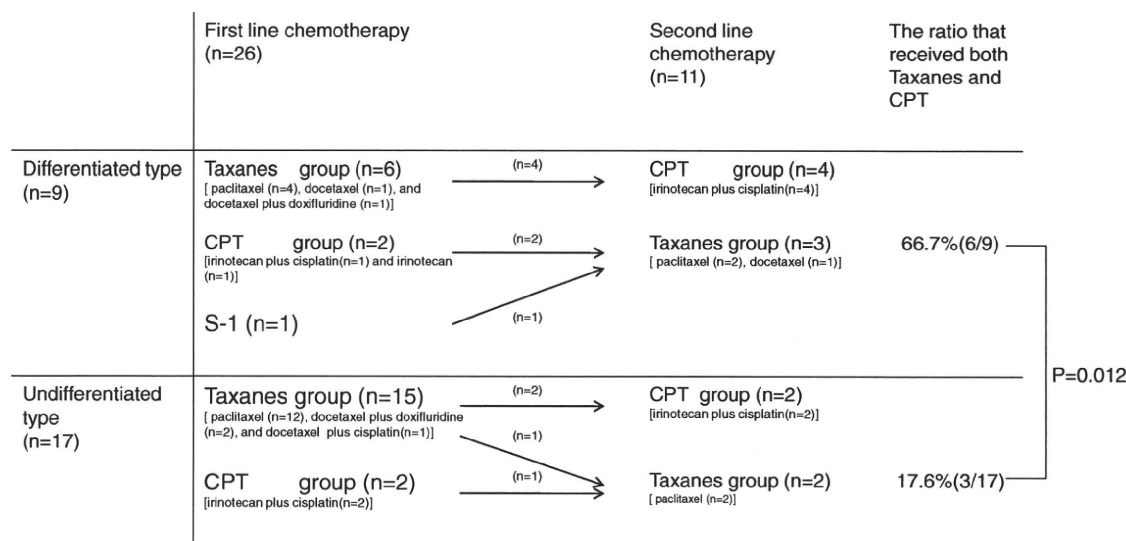 First line chemotherapy
(n=26)
Second line
chemotherapy
(n=11)
The ratio that
received both
Taxanes and
CPT
Differentiated type
(n=9)
Taxanes group (n=6)
[ paclitaxel (n=4), docetaxel (n=1), and
docetaxel plus doxifluridine (n=1)]
(n=4)
CPT group (n=4)
[irinotecan plus cisplatin(n=4)]
CPT group (n=2)
[irinotecan plus cisplatin(n=1) and irinotecan
(n=1)]
(n=2)
Taxanes group (n=3)
[ paclitaxel (n=2), docetaxel (n=1)]
66.7%(6/9)
S-1 (n=1)
(n=1)
P=0.012
Undifferentiated
type
(n=17)
Taxanes group (n=15)
[ paclitaxel (n=12), docetaxel plus doxifluridine
(n=2), and docetaxel plus cisplatin(n=1)]
(n=2)
CPT group (n=2)
[irinotecan plus cisplatin(n=2)]
(n=1)
CPT group (n=2)
[irinotecan plus cisplatin(n=2)]
(n=1)
Taxanes group (n=2)
[ paclitaxel (n=2)]
17.6%(3/17)